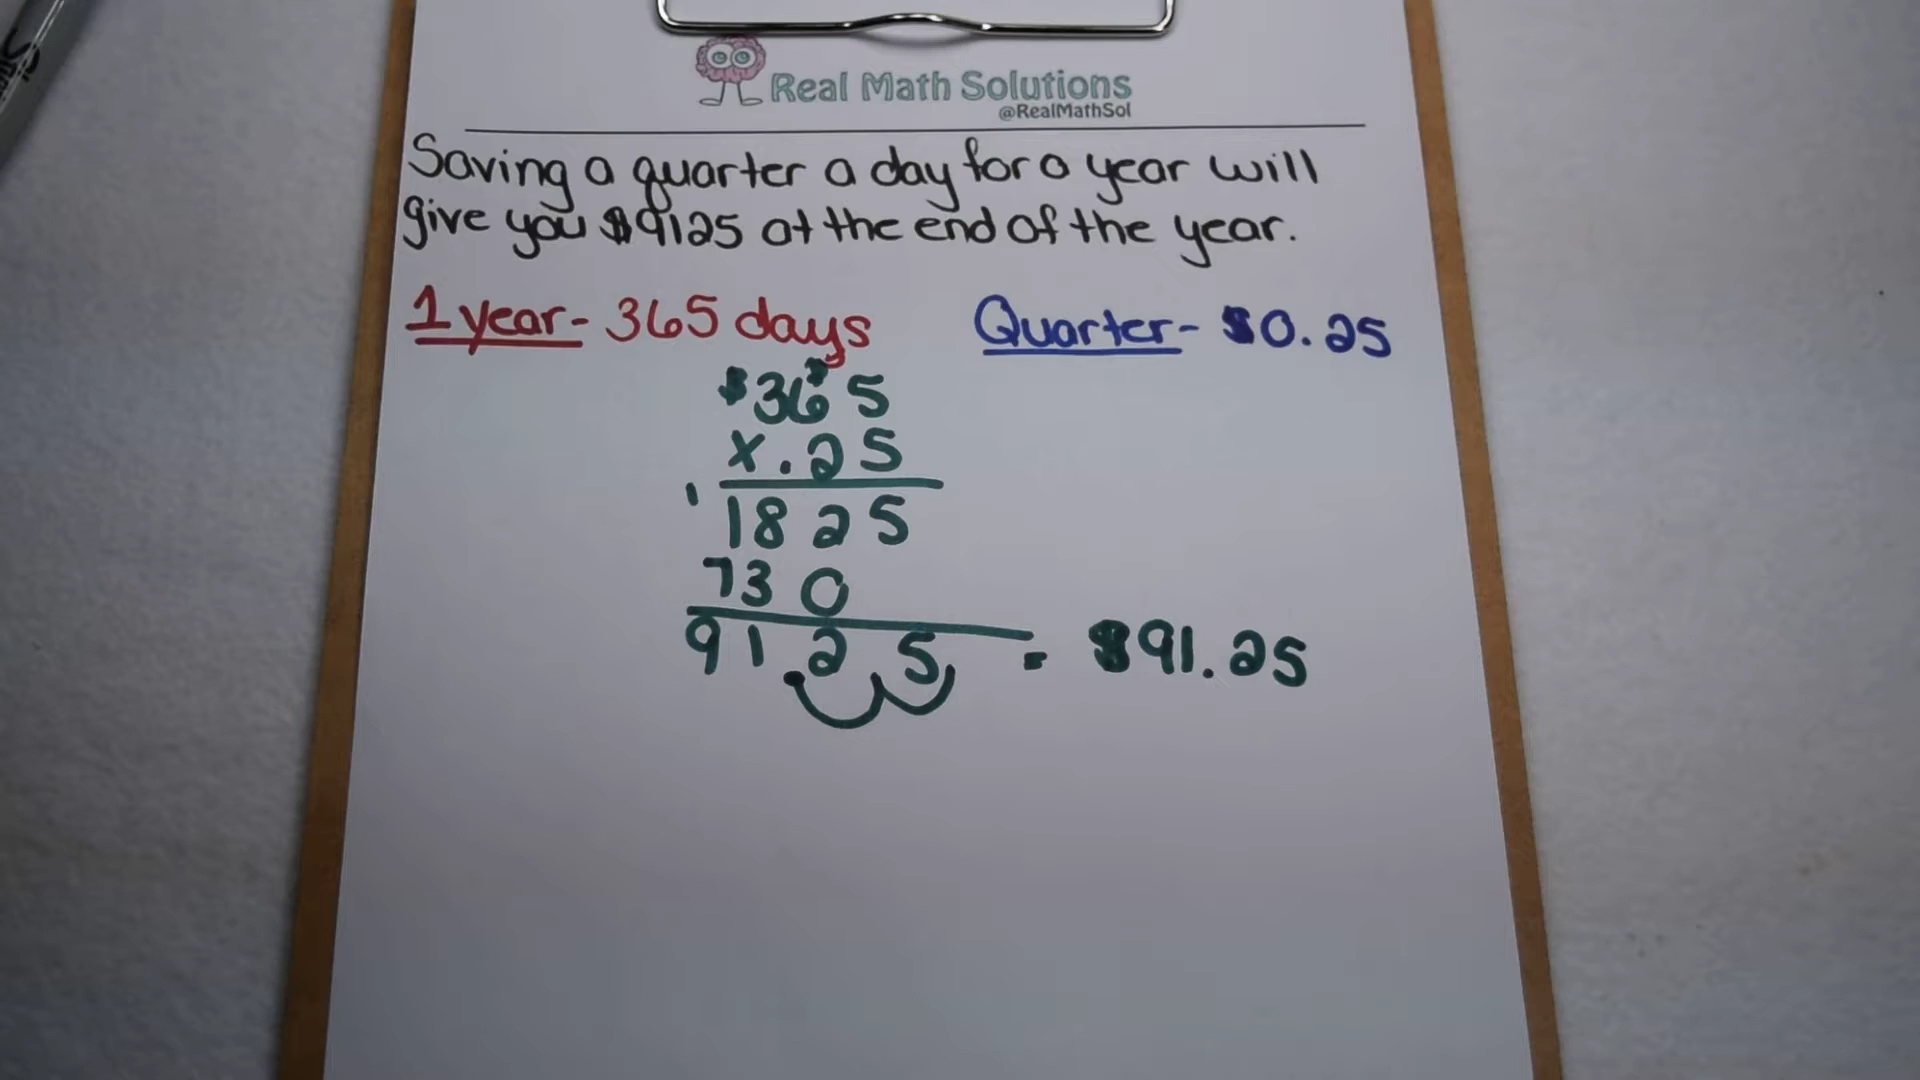 Real Math Solutions
@RealMathSol
Saving a quarter a day for a year will
give you $9125 at the end of the year.
1 year - 365 days Quarter - $0.25
$365
x.25
1825
730
9125 = $91.25